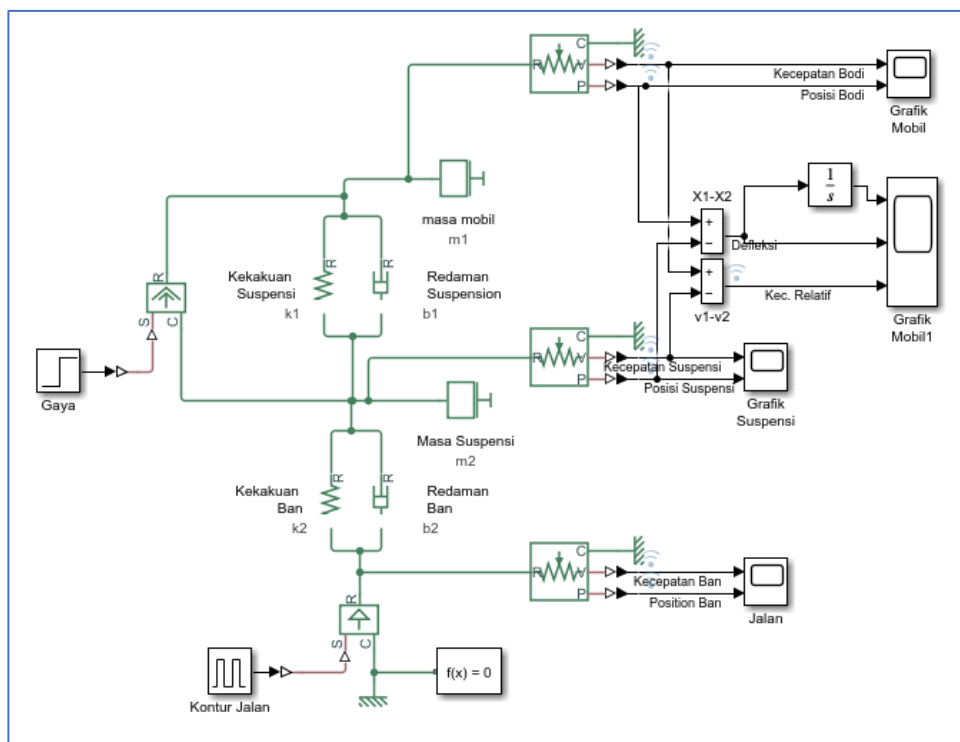 C
R
V
P
Kecepatan Bodi
Posisi Bodi
Grafik
Mobil
masa mobil
m1
X1-X2
+
−
Defleksi
1
s
+
−
Kec. Relatif
v1-v2
Grafik
Mobil1
R
S
C
Gaya
Kekakuan
Suspensi
k1
R
R
Redaman
Suspension
b1
C
R
V
P
Kecepatan Suspensi
Posisi Suspensi
Grafik
Suspensi
Masa Suspensi
m2
Kekakuan
Ban
k2
R
R
Redaman
Ban
b2
C
R
V
P
Kecepatan Ban
Position Ban
Jalan
R
S
C
Kontur Jalan
f(x) = 0